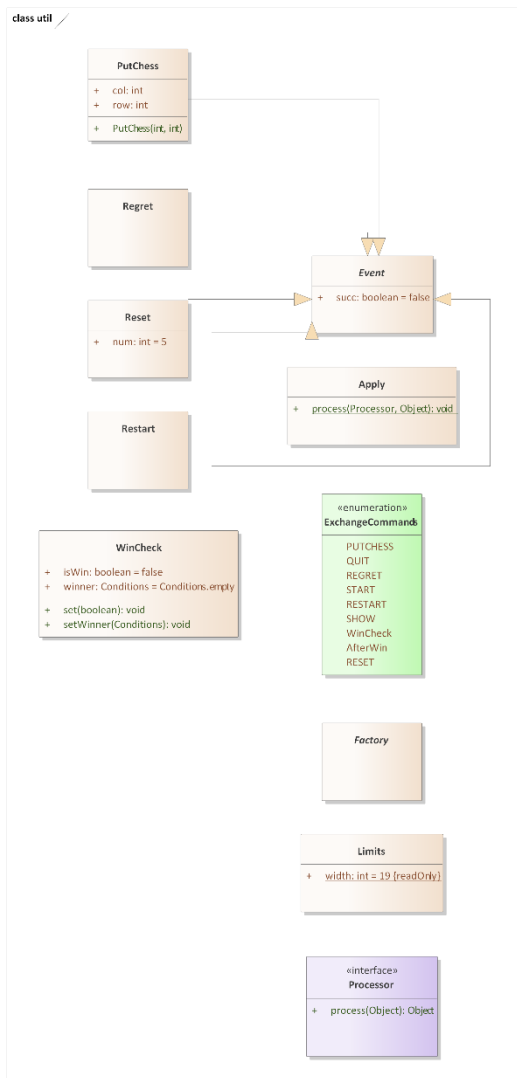 class util
PutChess
+ col: int
+ row: int
+ PutChess(int, int)
Regret
Event
+ succ: boolean = false
Reset
+ num: int = 5
Apply
+ process(Processor, Object): void
Restart
«enumeration»
ExchangeCommands
PUTCHESS
QUIT
REGRET
START
RESTART
SHOW
WinCheck
AfterWin
RESET
WinCheck
+ isWin: boolean = false
+ winner: Conditions = Conditions.empty
+ set(boolean): void
+ setWinner(Conditions): void
Factory
Limits
+ width: int = 19 {readOnly}
«interface»
Processor
+ process(Object): Object